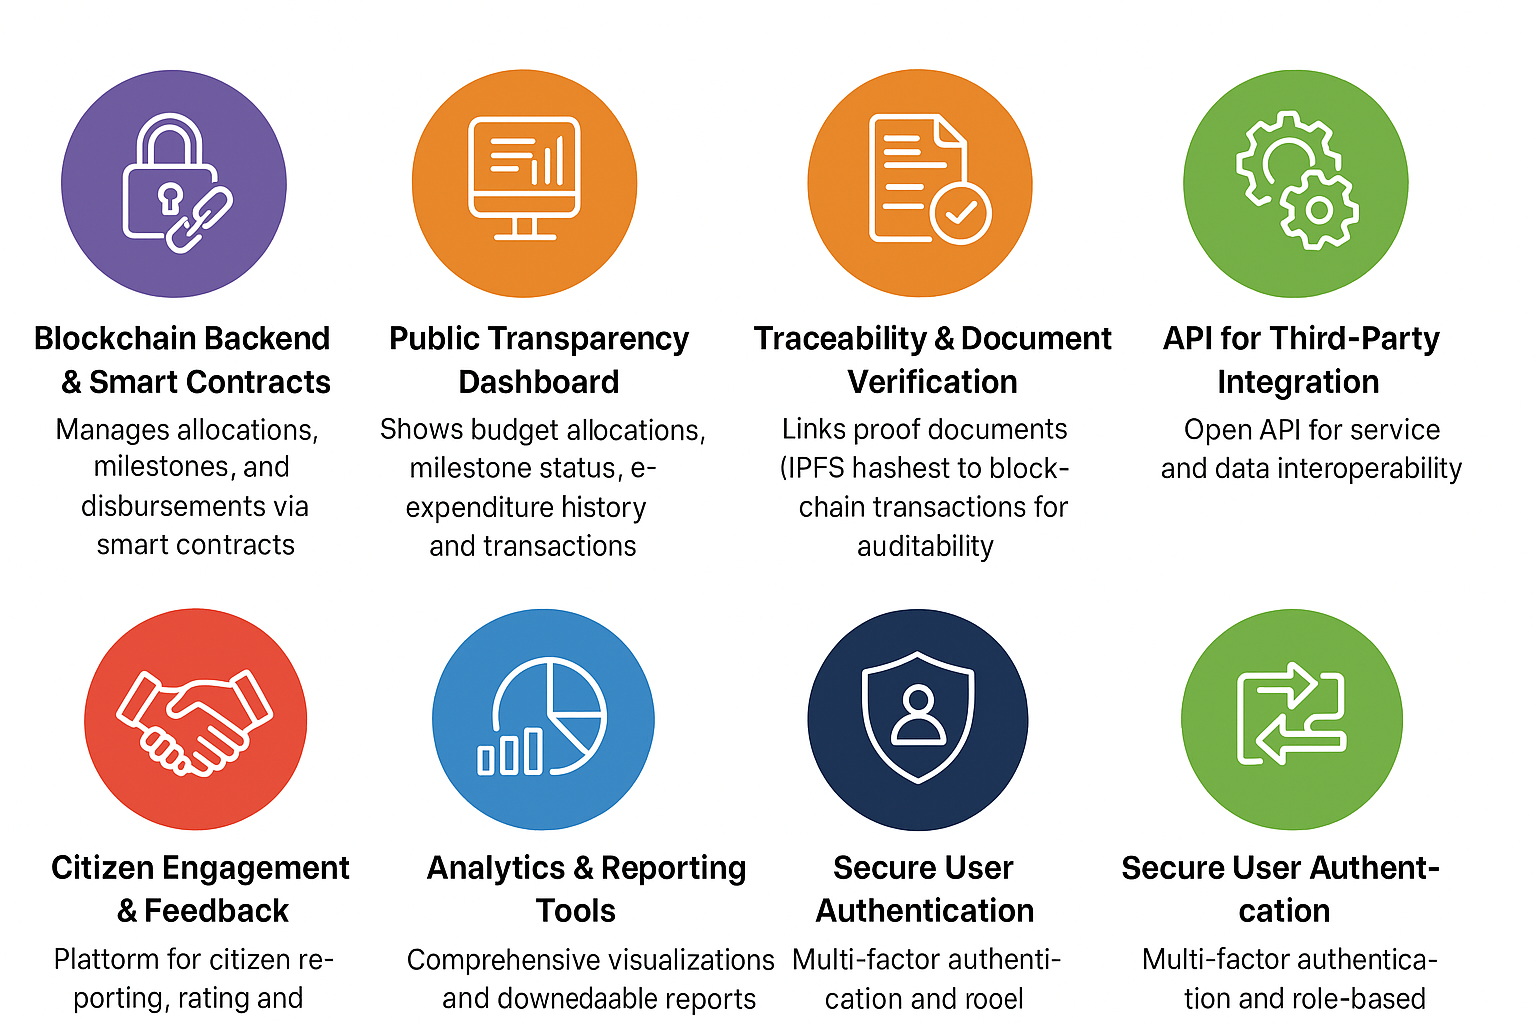 Blockchain Backend
& Smart Contracts
Manages allocations,
milestones, and
disbursements via
smart contracts
Public Transparency
Dashboard
Shows budget allocations,
milestone status, e-
expenditure history
and transactions
Traceability & Document
Verification
Links proof documents
(IPFS hashest to block-
chain transactions for
auditability
API for Third-Party
Integration
Open API for service
and data interoperability
Citizen Engagement
& Feedback
Plattorm for citizen re-
porting, rating and
Analytics & Reporting
Tools
Comprehensive visualizations
and downedaable reports
Secure User
Authentication
Multi-factor authenti-
cation and rooel
Secure User Authent-
cation
Multi-factor authentica-
tion and role-based